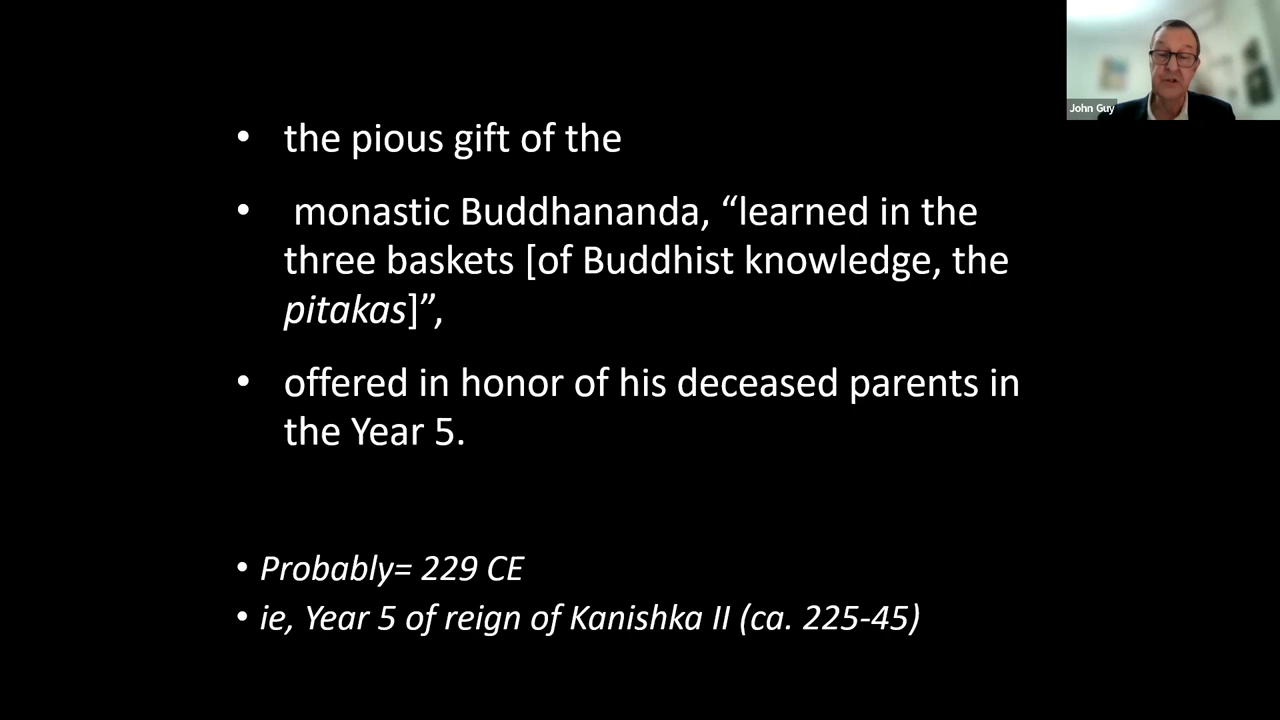 John Guy
• the pious gift of the
• monastic Buddhananda, “learned in the
three baskets [of Buddhist knowledge, the
pitakas]”,
• offered in honor of his deceased parents in
the Year 5.
• Probably= 229 CE
• ie, Year 5 of reign of Kanishka II (ca. 225-45)